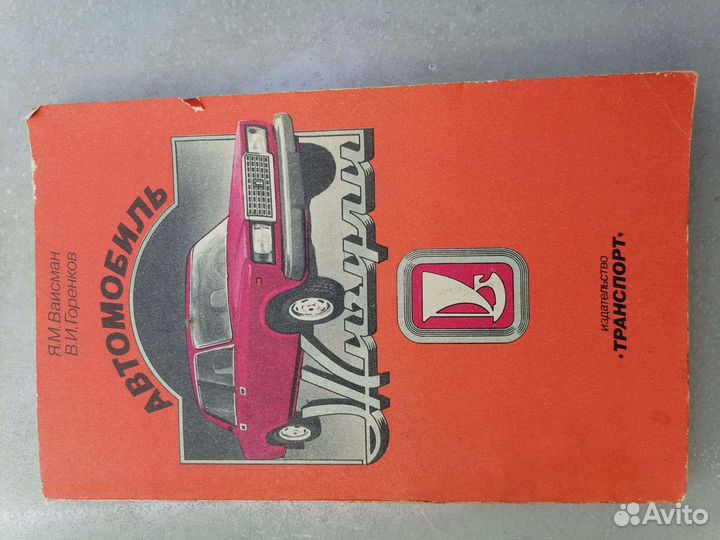 Я.М.Вайсман
В.И.Горенков
АВТОМОБИЛЬ
Жигули
издательство
•ТРАНСПОРТ•
Avito